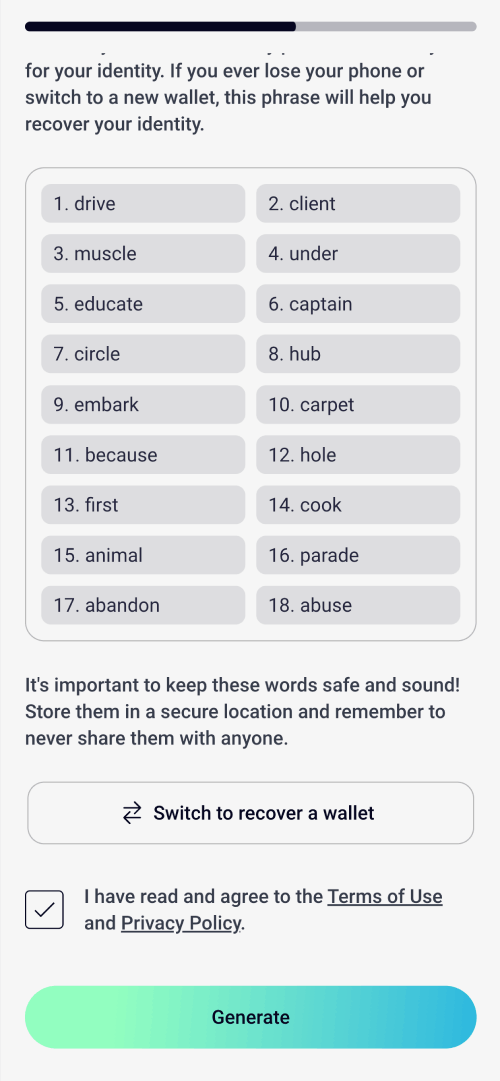 for your identity. If you ever lose your phone or
switch to a new wallet, this phrase will help you
recover your identity.
1. drive
2. client
3. muscle
4. under
5. educate
6. captain
7. circle
8. hub
9. embark
10. carpet
11. because
12. hole
13. first
14. cook
15. animal
16. parade
17. abandon
18. abuse
It's important to keep these words safe and sound!
Store them in a secure location and remember to
never share them with anyone.
Switch to recover a wallet
I have read and agree to the Terms of Use
and Privacy Policy.
Generate